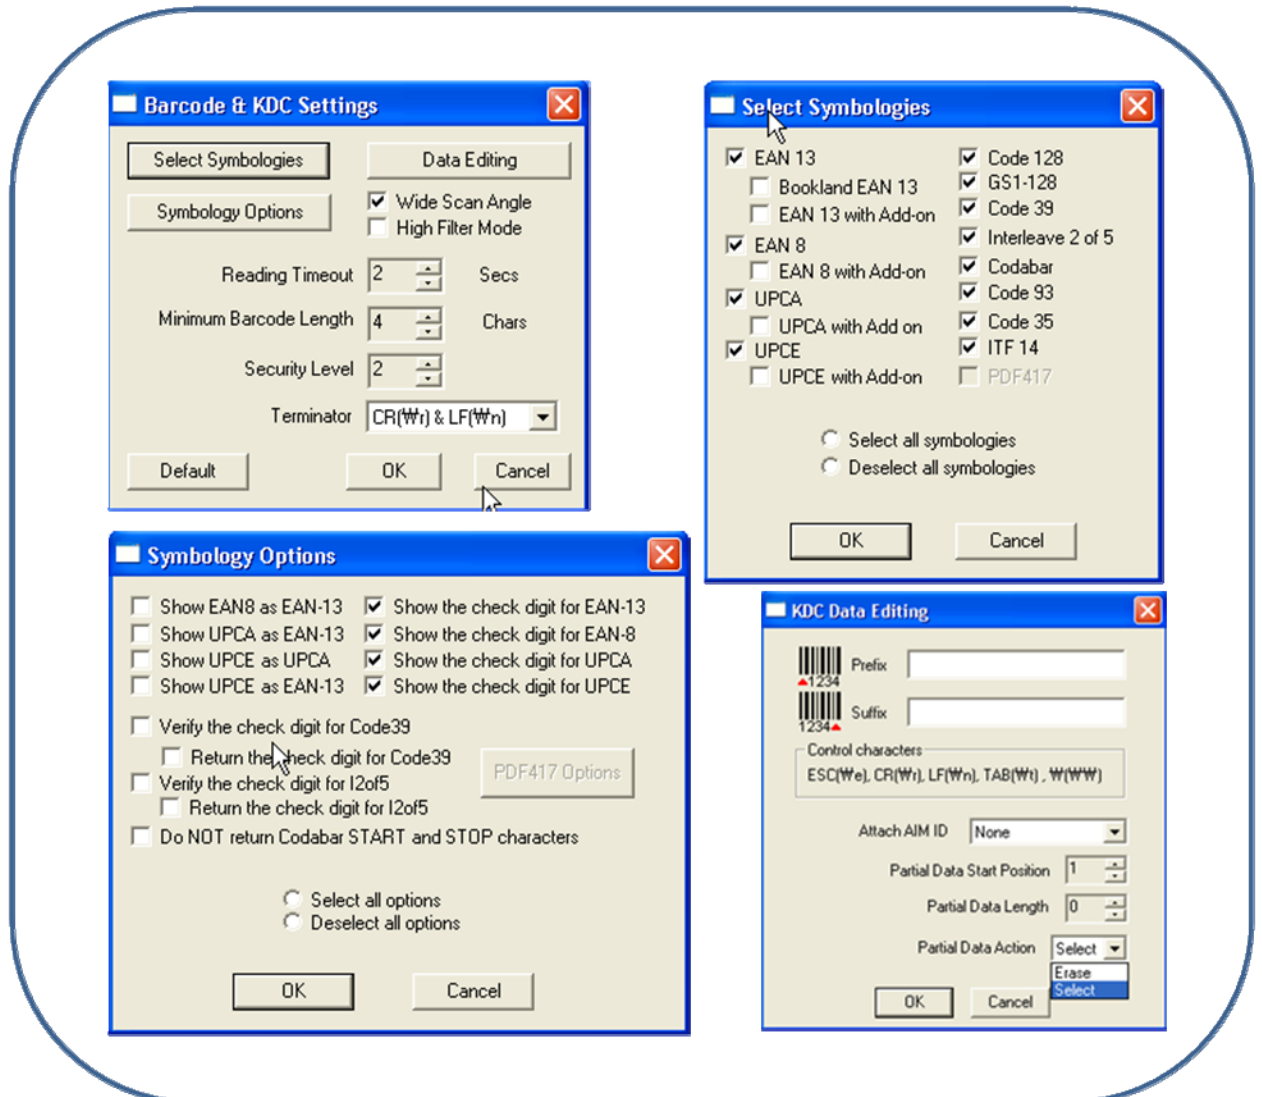 Barcode & KDC Settings
Select Symbologies
Data Editing
Symbology Options
Wide Scan Angle
High Filter Mode
Reading Timeout 2 Secs
Minimum Barcode Length 4 Chars
Security Level 2
Terminator CR(₩r) & LF(₩n)
Default OK Cancel
Select Symbologies
EAN 13
Bookland EAN 13
EAN 13 with Add-on
EAN 8
EAN 8 with Add-on
UPCA
UPCA with Add on
UPCE
UPCE with Add-on
Code 128
GS1-128
Code 39
Interleave 2 of 5
Codabar
Code 93
Code 35
ITF 14
PDF417
Select all symbologies
Deselect all symbologies
OK Cancel
Symbology Options
Show EAN8 as EAN-13
Show UPCA as EAN-13
Show UPCE as UPCA
Show UPCE as EAN-13
Show the check digit for EAN-13
Show the check digit for EAN-8
Show the check digit for UPCA
Show the check digit for UPCE
Verify the check digit for Code39
Return the check digit for Code39
Verify the check digit for I2of5
Return the check digit for I2of5
Do NOT return Codabar START and STOP characters
PDF417 Options
Select all options
Deselect all options
OK Cancel
KDC Data Editing
1234 Prefix
1234 Suffix
Control characters
ESC(₩e), CR(₩r), LF(₩n), TAB(₩t) , ₩(₩₩)
Attach AIM ID None
Partial Data Start Position 1
Partial Data Length 0
Partial Data Action Select
Erase
Select
OK Cancel